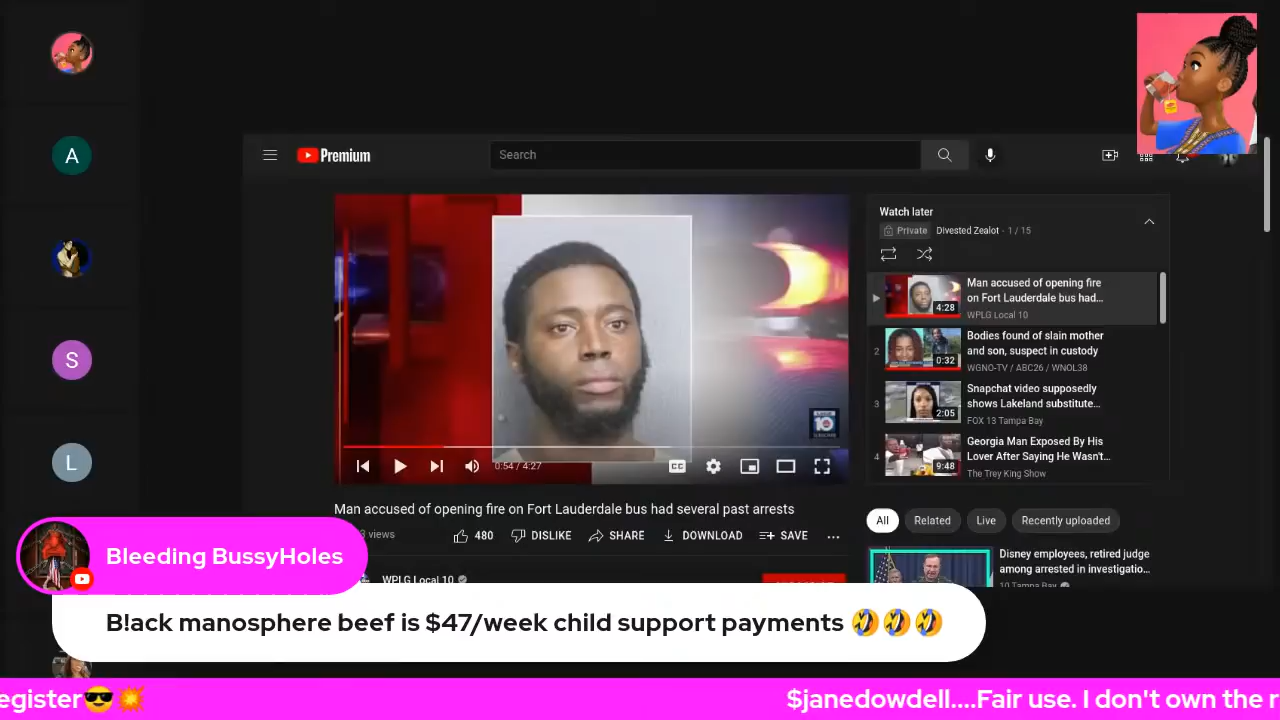 A
S
L
Premium
Search
Watch later
Private Divested Zealot - 1 / 15
Man accused of opening fire
on Fort Lauderdale bus had...
WPLG Local 10
4:28
2
Bodies found of slain mother
and son, suspect in custody
WGNO-TV / ABC26 / WNOL38
0:32
3
Snapchat video supposedly
shows Lakeland substitute...
FOX 13 Tampa Bay
2:05
4
Georgia Man Exposed By His
Lover After Saying He Wasn't...
The Trey King Show
9:48
10
0:54 / 4:27
CC
Man accused of opening fire on Fort Lauderdale bus had several past arrests
views
480
DISLIKE
SHARE
DOWNLOAD
SAVE
...
WPLG Local 10
All
Related
Live
Recently uploaded
Disney employees, retired judge
among arrested in investigatio...
10 Tampa Bay
Bleeding BussyHoles
B!ack manosphere beef is $47/week child support payments 🤣🤣🤣
egister😎💥
$janedowdell....Fair use. I don't own the r